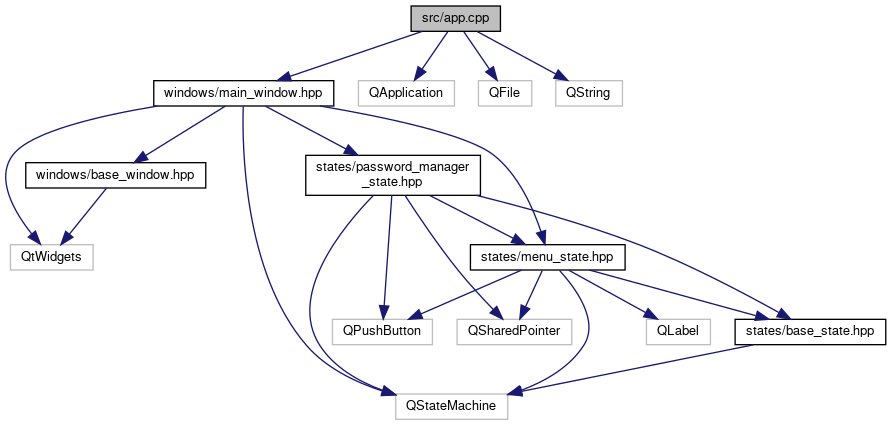 src/app.cpp
windows/main_window.hpp
QApplication
QFile
QString
windows/base_window.hpp
states/password_manager
_state.hpp
QtWidgets
states/menu_state.hpp
QPushButton
QSharedPointer
QLabel
states/base_state.hpp
QStateMachine